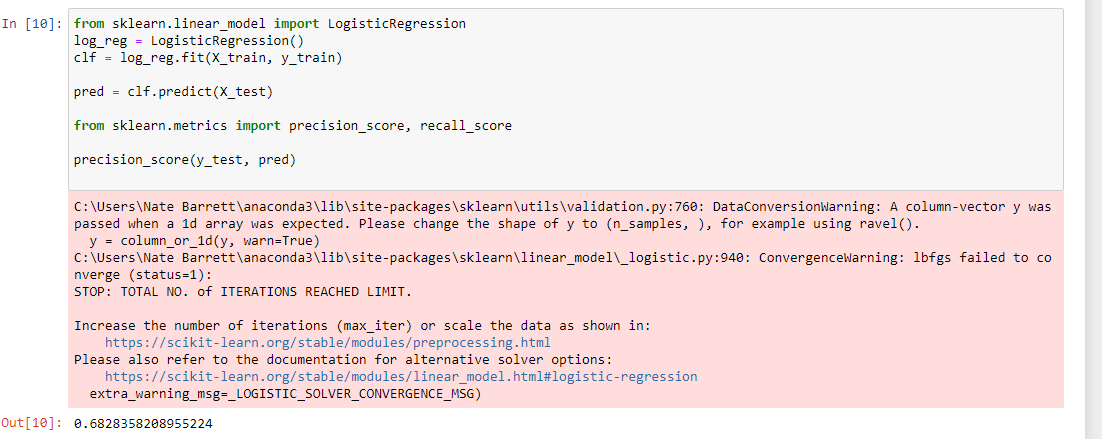 In [10]: from sklearn.linear_model import LogisticRegression
log_reg = LogisticRegression()
clf = log_reg.fit(X_train, y_train)
pred = clf.predict(X_test)
from sklearn.metrics import precision_score, recall_score
precision_score(y_test, pred)
C:\Users\Nate Barrett\anaconda3\lib\site-packages\sklearn\utils\validation.py:760: DataConversionWarning: A column-vector y was
passed when a 1d array was expected. Please change the shape of y to (n_samples, ), for example using ravel().
y = column_or_1d(y, warn=True)
C:\Users\Nate Barrett\anaconda3\lib\site-packages\sklearn\linear_model\_logistic.py:940: ConvergenceWarning: lbfgs failed to co
nverge (status=1):
STOP: TOTAL NO. of ITERATIONS REACHED LIMIT.
Increase the number of iterations (max_iter) or scale the data as shown in:
https://scikit-learn.org/stable/modules/preprocessing.html
Please also refer to the documentation for alternative solver options:
https://scikit-learn.org/stable/modules/linear_model.html#logistic-regression
extra_warning_msg=_LOGISTIC_SOLVER_CONVERGENCE_MSG)
Out[10]: 0.6828358208955224